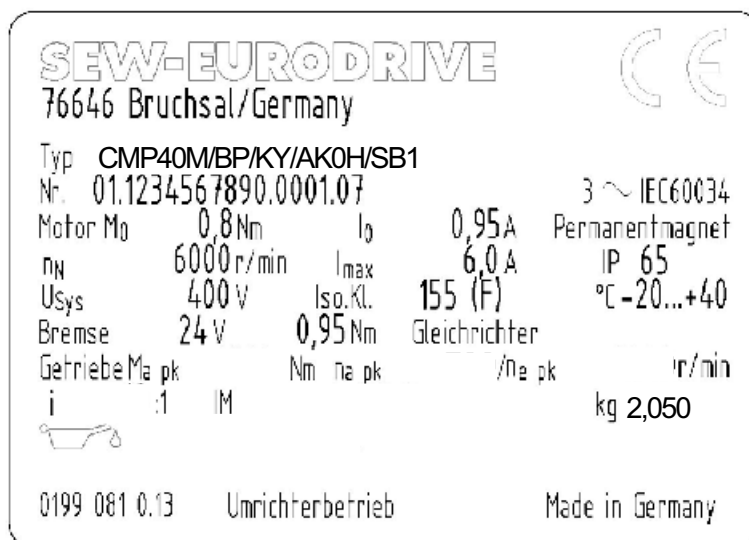 SEW-EURODRIVE CE
76646 Bruchsal/Germany
Typ CMP40M/BP/KY/AK0H/SB1
Nr. 01.1234567890.0001.07 3 ~ IEC60034
Motor M0 0,8 Nm I0 0,95 A Permanentmagnet
nN 6000 r/min Imax 6,0 A IP 65
Usys 400 V Iso.Kl. 155 (F) °C -20...+40
Bremse 24 V 0,95 Nm Gleichrichter
Getriebe Ma pk Nm na pk /ne pk r/min
i :1 IM kg 2,050
0199 081 0.13 Umrichterbetrieb Made in Germany